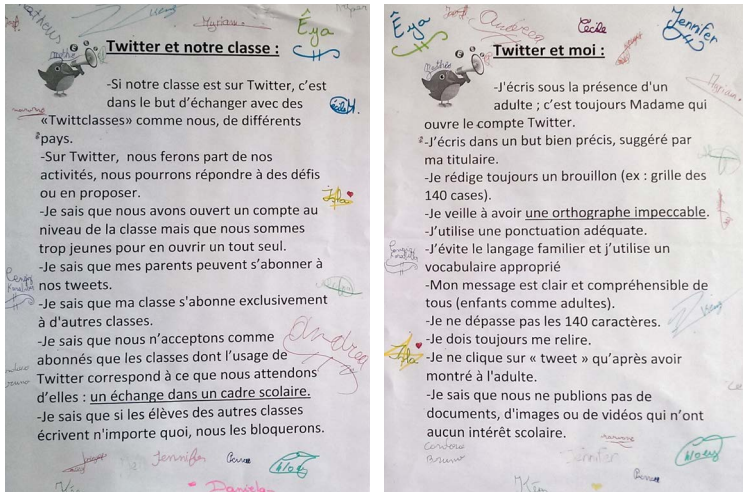 Myriam
Êya
Twitter et notre classe :
-Si notre classe est sur Twitter, c'est
dans le but d'échanger avec des
«Twittclasses» comme nous, de différents
pays.
-Sur Twitter, nous ferons part de nos
activités, nous pourrons répondre à des défis
ou en proposer.
-Je sais que nous avons ouvert un compte au
niveau de la classe mais que nous sommes
trop jeunes pour en ouvrir un tout seul.
-Je sais que mes parents peuvent s'abonner à
nos tweets.
-Je sais que ma classe s'abonne exclusivement
à d'autres classes.
-Je sais que nous n'acceptons comme
abonnés que les classes dont l'usage de
Twitter correspond à ce que nous attendons
d'elles : un échange dans un cadre scolaire.
-Je sais que si les élèves des autres classes
écrivent n'importe quoi, nous les bloquerons.
Andrea
Jennifer
Pierre
Chloey
Daniela
Êya
Andrea
Cécile
Jennifer
Twitter et moi :
-J'écris sous la présence d'un
adulte ; c'est toujours Madame qui
ouvre le compte Twitter.
-J'écris dans un but bien précis, suggéré par
ma titulaire.
-Je rédige toujours un brouillon (ex : grille des
140 cases).
-Je veille à avoir une orthographe impeccable.
-J'utilise une ponctuation adéquate.
-J'évite le langage familier et j'utilise un
vocabulaire approprié
-Mon message est clair et compréhensible de
tous (enfants comme adultes).
-Je ne dépasse pas les 140 caractères.
-Je dois toujours me relire.
-Je ne clique sur « tweet » qu'après avoir
montré à l'adulte.
-Je sais que nous ne publions pas de
documents, d'images ou de vidéos qui n'ont
aucun intérêt scolaire.
Jennifer
Pierre